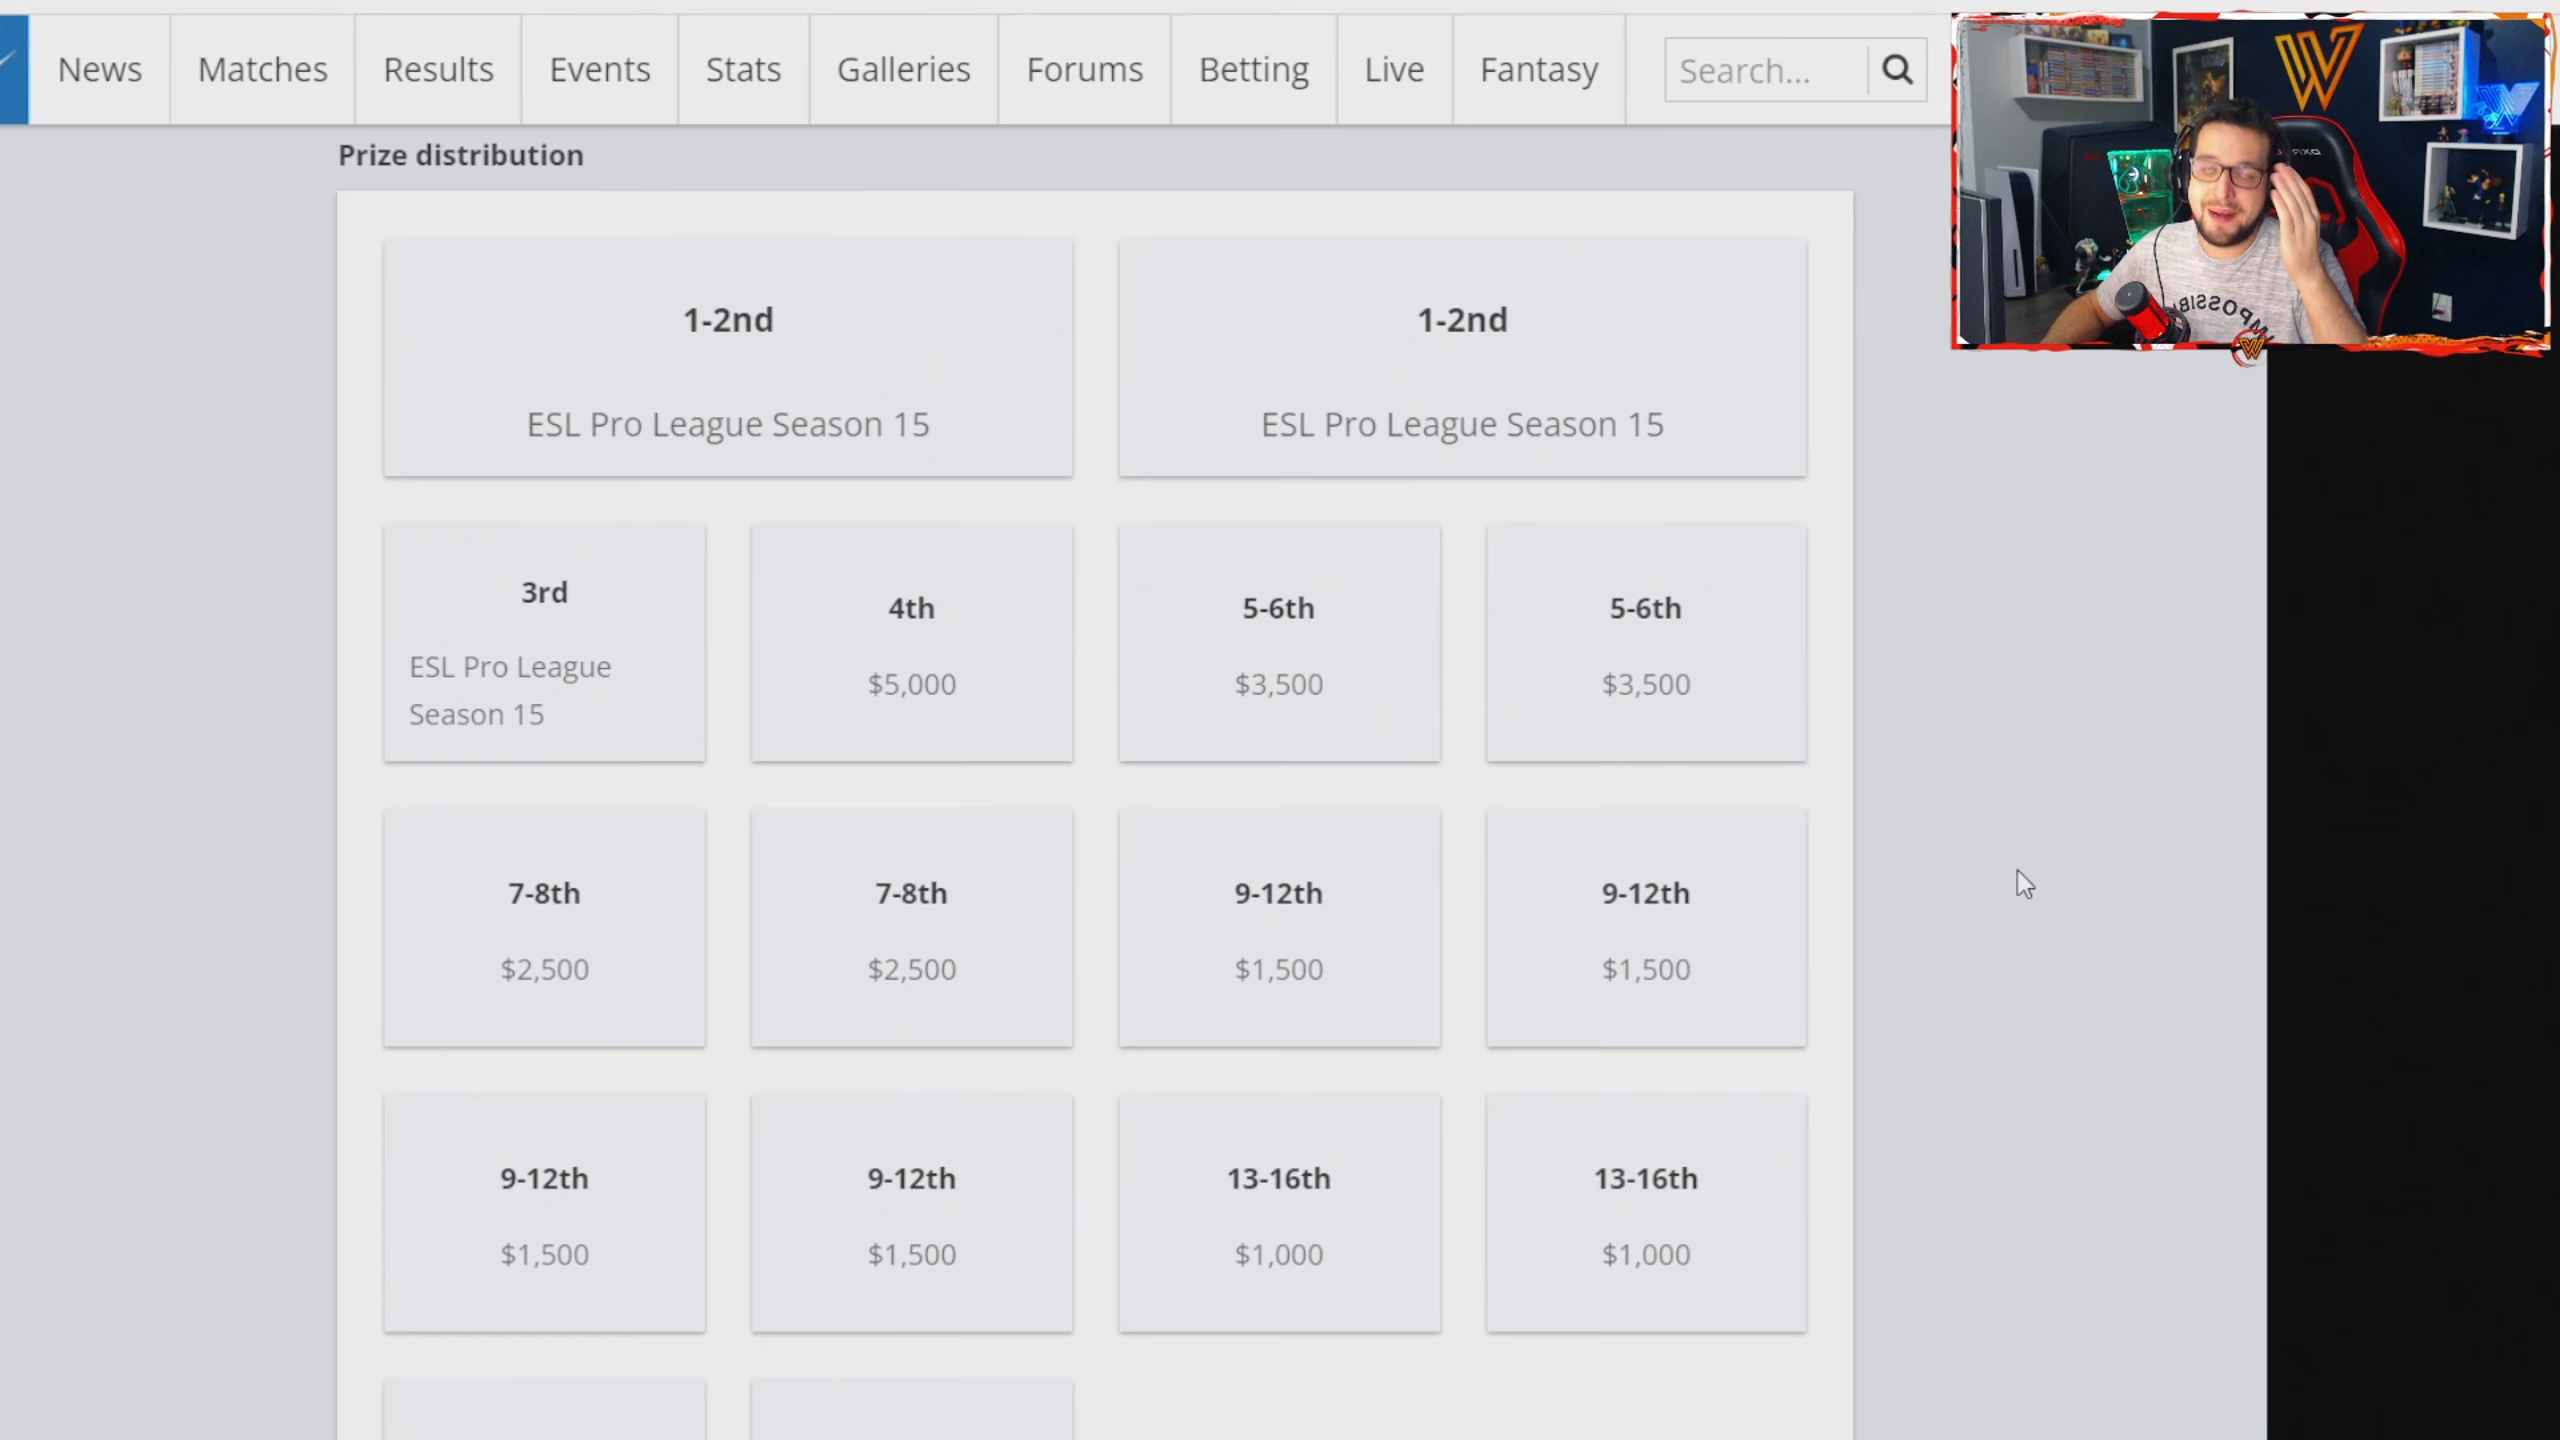 News Matches Results Events Stats Galleries Forums Betting Live Fantasy Search...
Prize distribution
1-2nd
ESL Pro League Season 15
1-2nd
ESL Pro League Season 15
3rd
ESL Pro League
Season 15
4th
$5,000
5-6th
$3,500
5-6th
$3,500
7-8th
$2,500
7-8th
$2,500
9-12th
$1,500
9-12th
$1,500
9-12th
$1,500
9-12th
$1,500
13-16th
$1,000
13-16th
$1,000